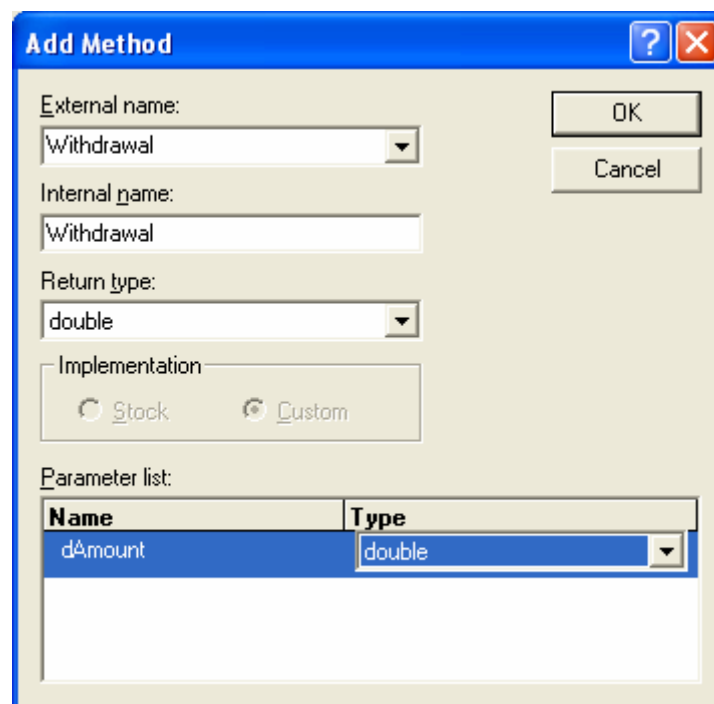 Add Method
?
External name:
OK
Withdrawal
Cancel
Internal name:
Withdrawal
Return type:
double
Implementation
Stock Custom
Parameter list:
Name Type
dAmount double